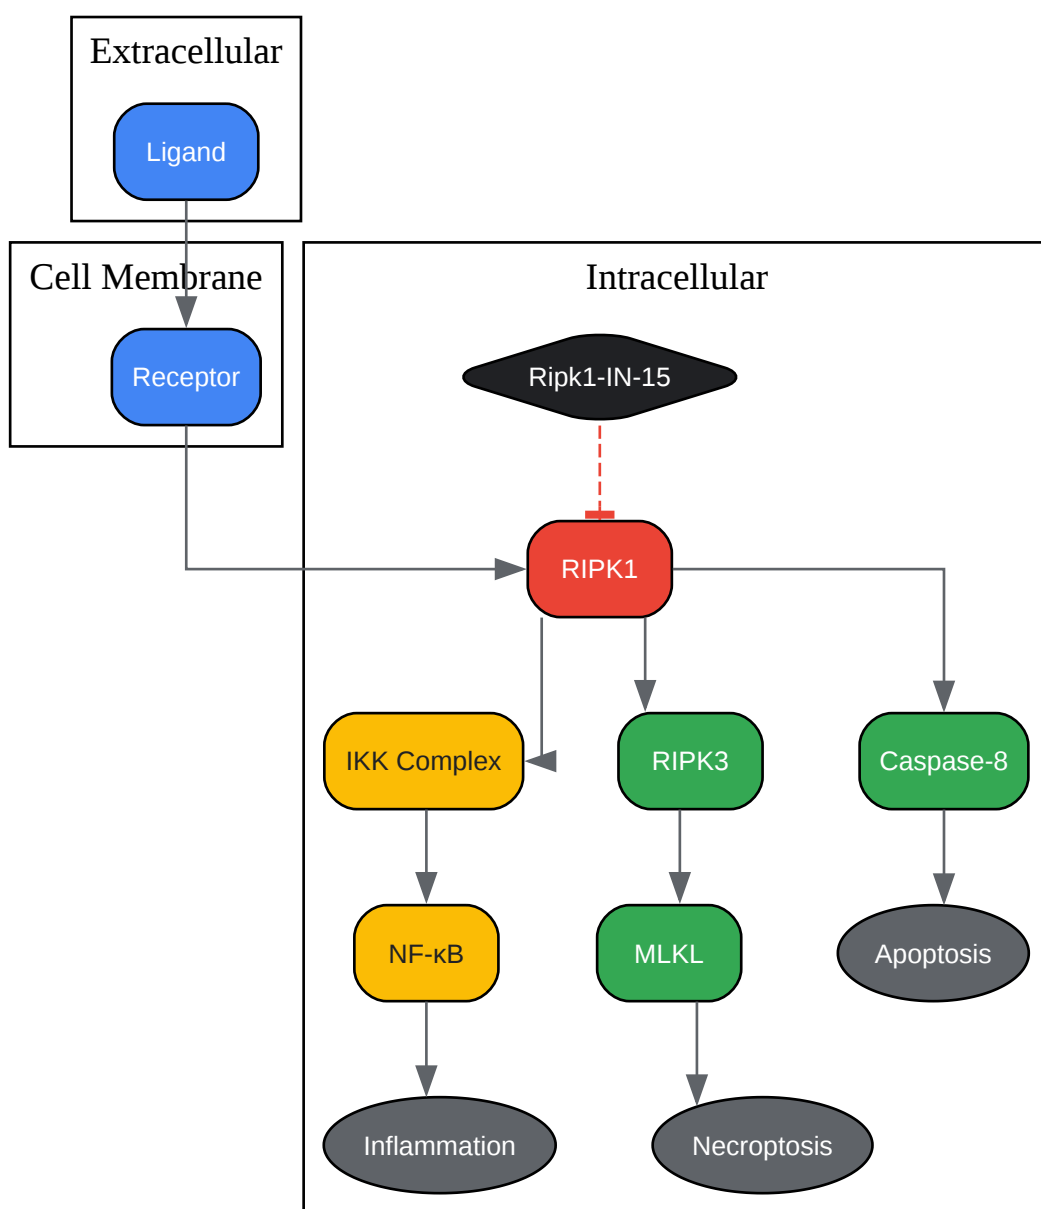 Extracellular
Ligand
Cell Membrane
Receptor
Intracellular
Ripk1-IN-15
RIPK1
IKK Complex
RIPK3
Caspase-8
NF-κB
MLKL
Apoptosis
Inflammation
Necroptosis